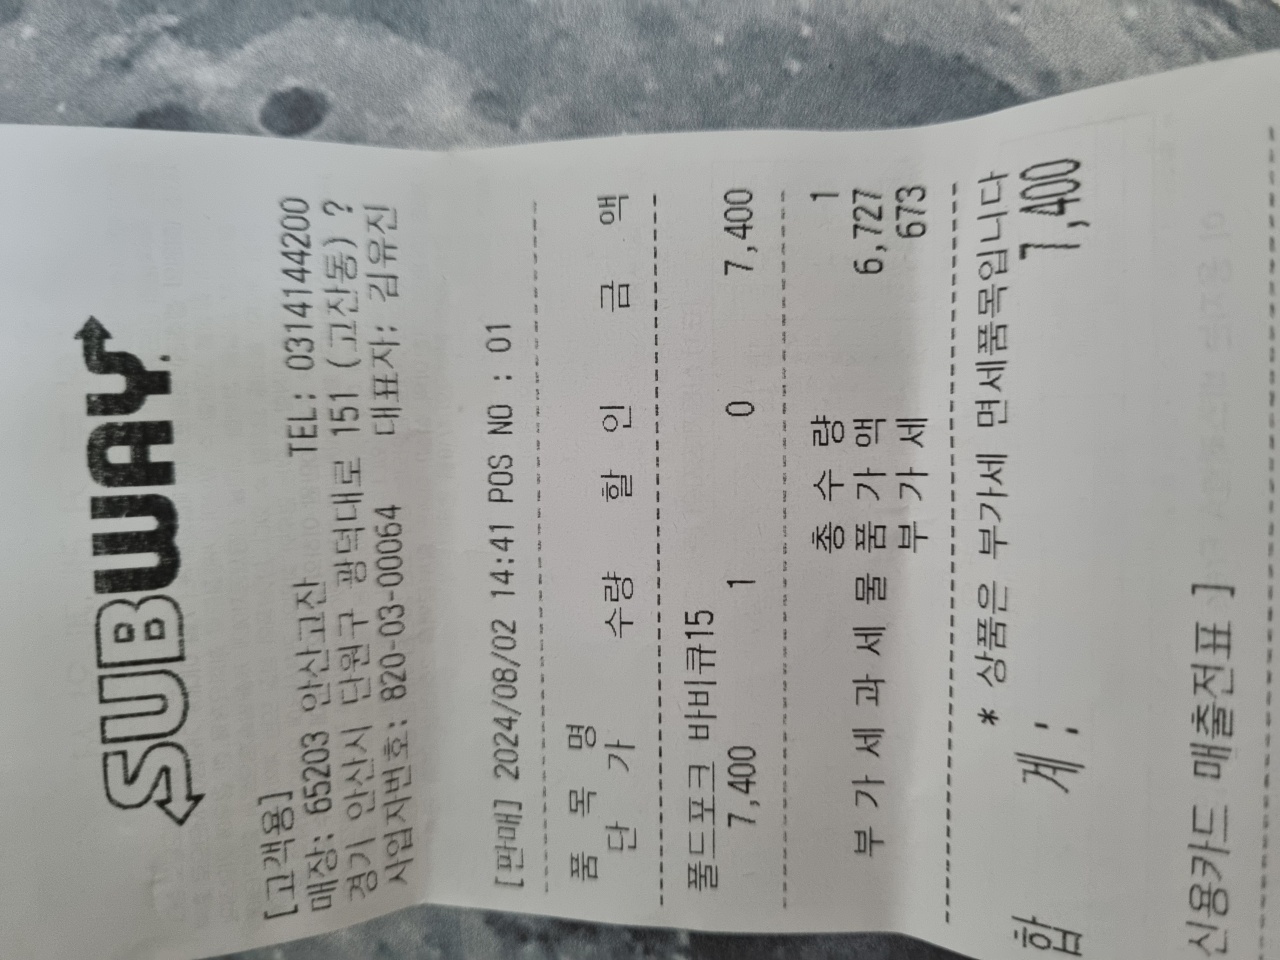 SUBWAY
[고객용]
매장: 65203 안산고잔 TEL: 0314144200
경기 안산시 단원구 광덕대로 151 (고잔동) ?
사업자번호: 820-03-00064 대표자: 김유진
[판매] 2024/08/02 14:41 POS NO : 01
품 목 명
단 가 수량 할 인 금 액
풀드포크 바비큐15
7,400 1 0 7,400
총 수 량 1
부 가 세 과 세 물 품 가 액 6,727
부 가 세 673
* 상품은 부가세 면세품목입니다
합 계 : 7,400
신용카드 매출전표 ]